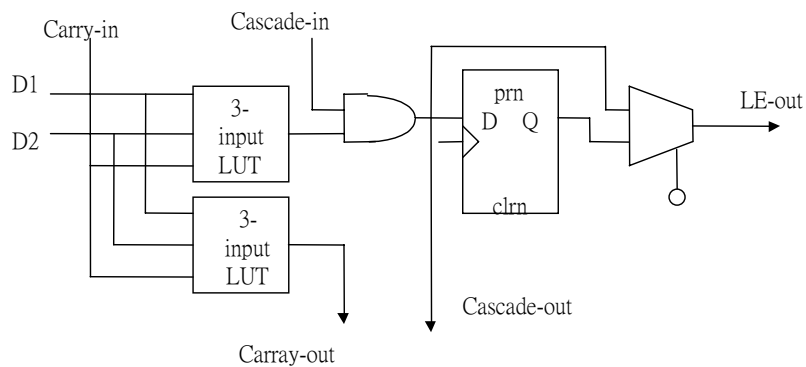 Carry-in
Cascade-in
D1
D2
3-
input
LUT
prn
D Q
clrn
LE-out
3-
input
LUT
Cascade-out
Carray-out